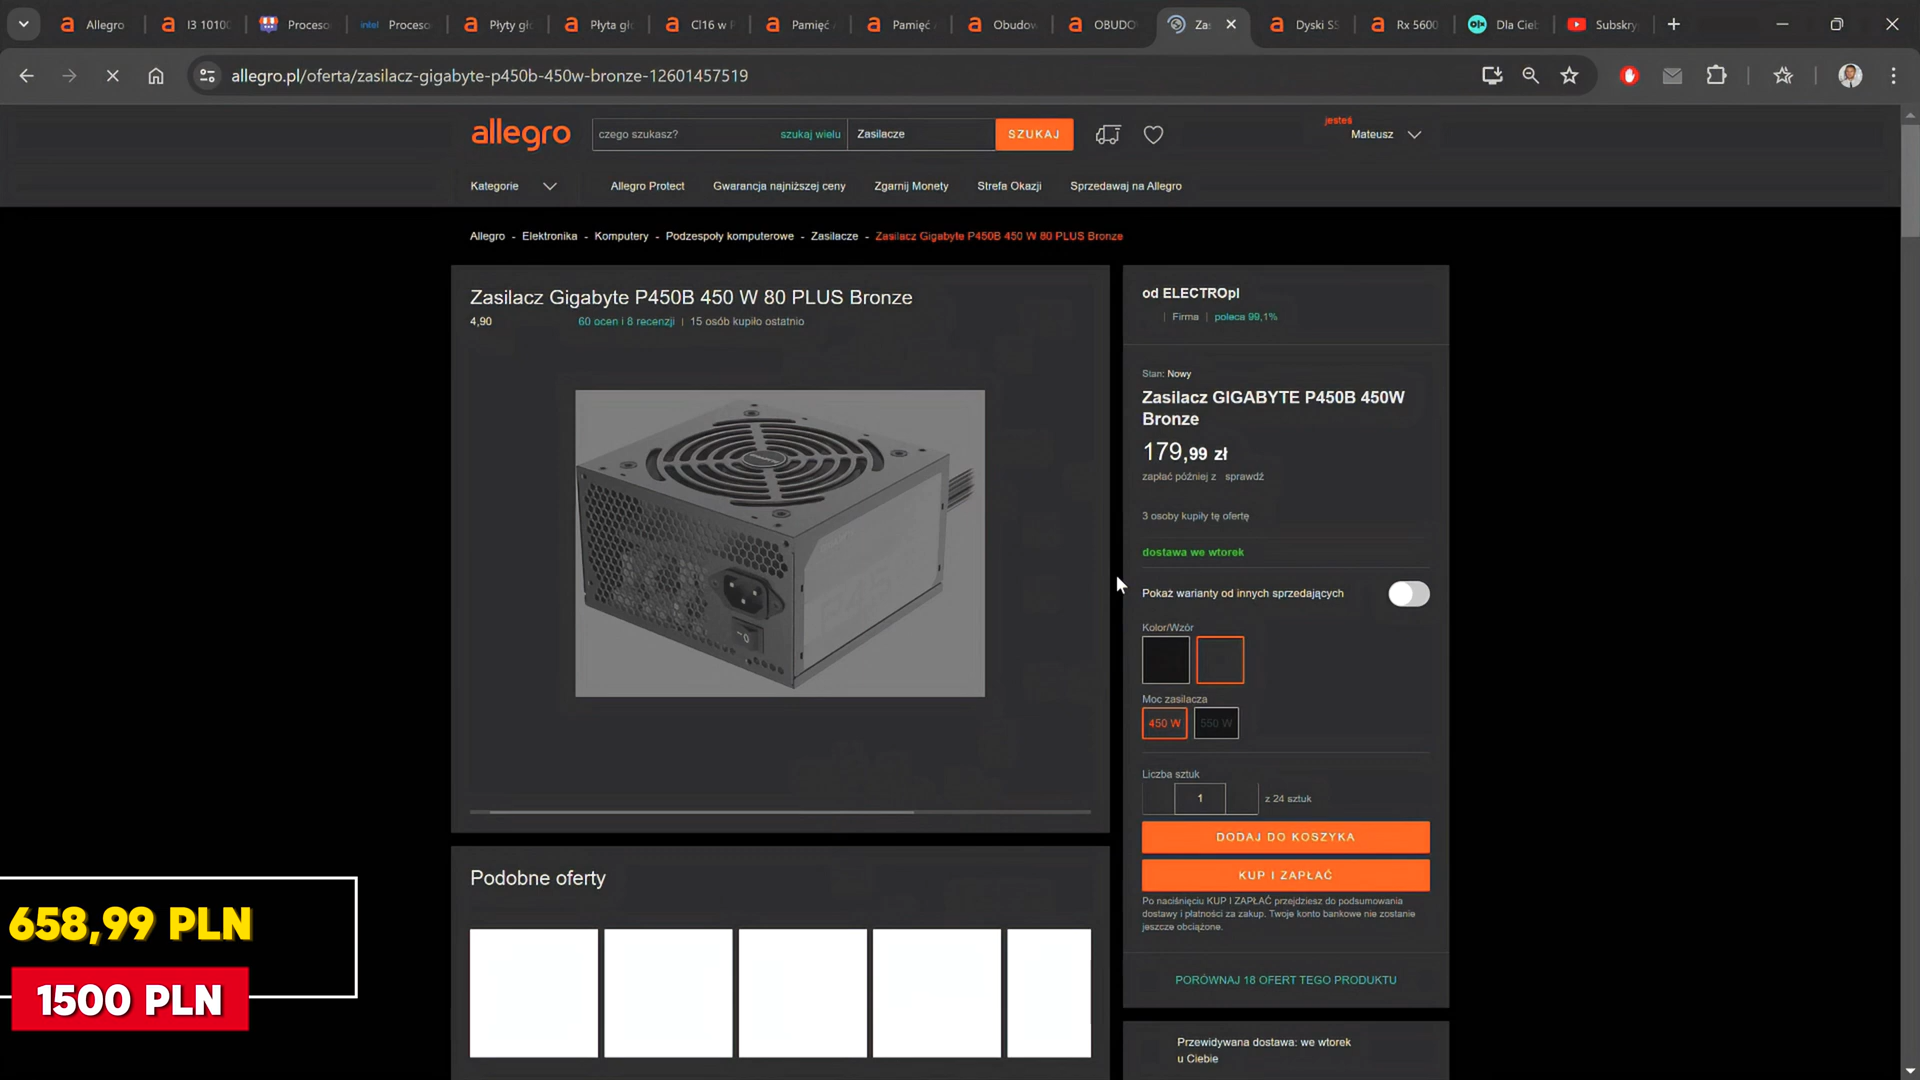 Allegro
I3 1010(
Proceso
intel Proceso
Płyty gł
Płyta gł
Cl16 w F
Pamięć
Pamięć
Obudow
OBUDO
Za
Dyski SS
Rx 5600
olx Dla Cieb
Subskry
allegro.pl/oferta/zasilacz-gigabyte-p450b-450w-bronze-12601457519
allegro
czego szukasz?
szukaj wielu
Zasilacze
SZUKAJ
jesteś
Mateusz
Kategorie
Allegro Protect
Gwarancja najniższej ceny
Zgarnij Monety
Strefa Okazji
Sprzedawaj na Allegro
Allegro - Elektronika - Komputery - Podzespoły komputerowe - Zasilacze - Zasilacz Gigabyte P450B 450 W 80 PLUS Bronze
Zasilacz Gigabyte P450B 450 W 80 PLUS Bronze
4,90 60 ocen i 8 recenzji | 15 osób kupiło ostatnio
od ELECTROpl
| Firma | poleca 99,1%
Stan: Nowy
Zasilacz GIGABYTE P450B 450W
Bronze
179,99 zł
zapłać później z sprawdź
3 osoby kupiły tę ofertę
dostawa we wtorek
Pokaż warianty od innych sprzedających
Kolor/Wzór
Moc zasilacza
450 W
550 W
Liczba sztuk
1
z 24 sztuk
DODAJ DO KOSZYKA
KUP I ZAPŁAĆ
Po naciśnięciu KUP I ZAPŁAĆ przejdziesz do podsumowania
dostawy i płatności za zakup. Twoje konto bankowe nie zostanie
jeszcze obciążone.
PORÓWNAJ 18 OFERT TEGO PRODUKTU
Przewidywana dostawa: we wtorek
u Ciebie
Podobne oferty
658,99 PLN
1500 PLN